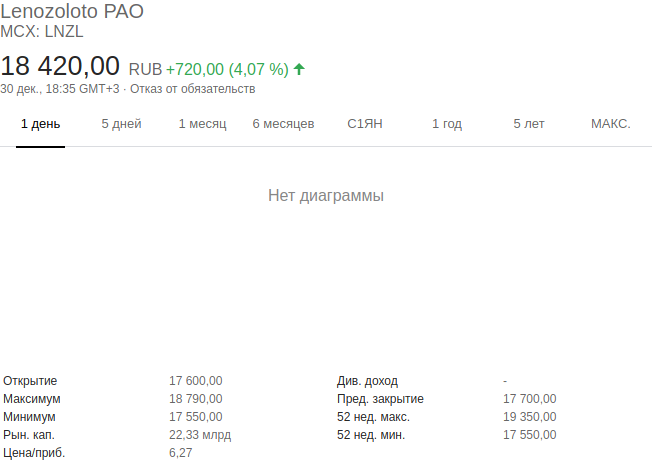 Lenozoloto PAO
MCX: LNZL
18 420,00 RUB +720,00 (4,07 %)
30 дек., 18:35 GMT+3 · Отказ от обязательств
1 день 5 дней 1 месяц 6 месяцев С1ЯН 1 год 5 лет МАКС.
Нет диаграммы
Открытие 17 600,00 Див. доход -
Максимум 18 790,00 Пред. закрытие 17 700,00
Минимум 17 550,00 52 нед. макс. 19 350,00
Рын. кап. 22,33 млрд 52 нед. мин. 17 550,00
Цена/приб. 6,27